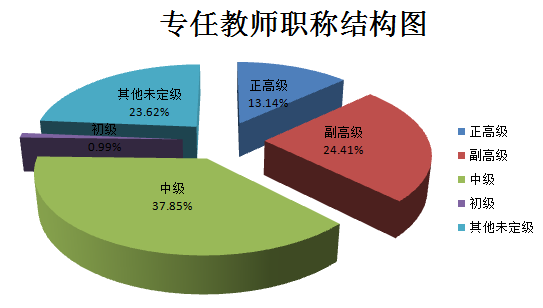 专任教师职称结构图
正高级
13.14%
副高级
24.41%
中级
37.85%
初级
0.99%
其他未定级
23.62%
正高级
副高级
中级
初级
其他未定级